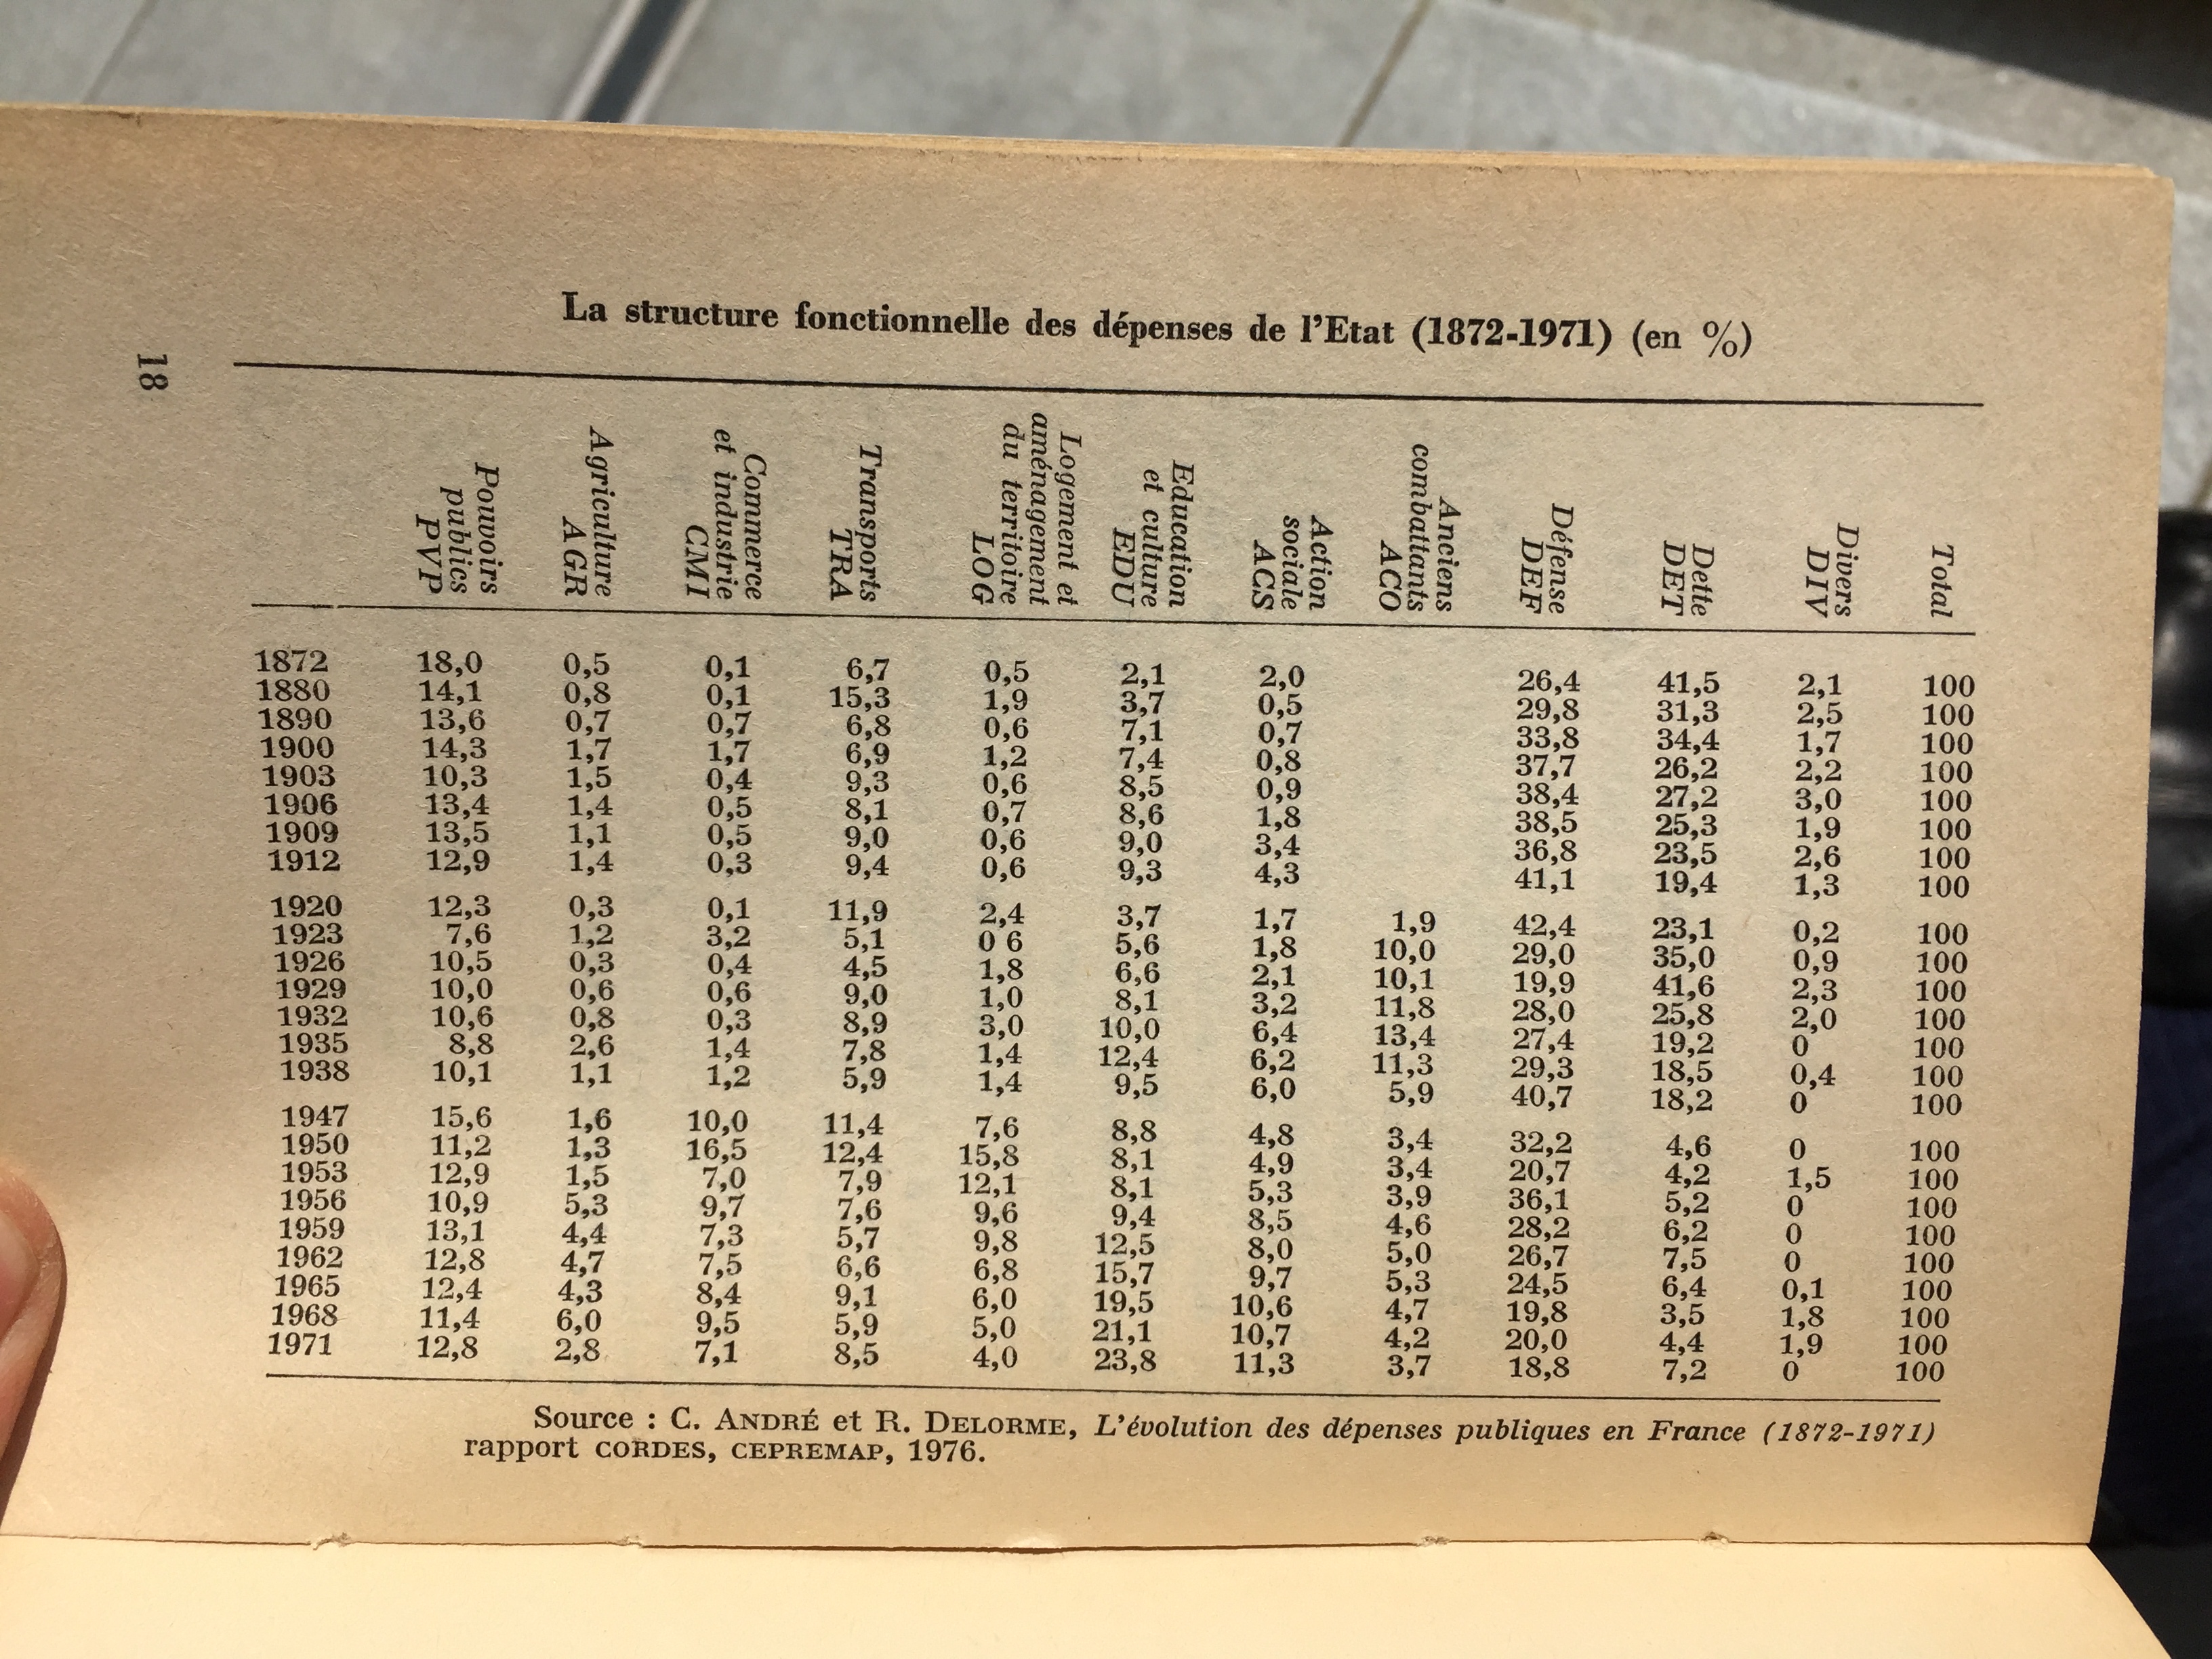 La structure fonctionnelle des dépenses de l'Etat (1872-1971) (en %)
18
Pouvoirs publics PVP Agriculture AGR Commerce et industrie CMI Transports TRA Logement et aménagement du territoire LOG Education et culture EDU Action sociale ACS Anciens combattants ACO Défense DEF Dette DET Divers DIV Total
1872 18,0 0,5 0,1 6,7 0,5 2,1 2,0 26,4 41,5 2,1 100
1880 14,1 0,8 0,1 15,3 1,9 3,7 0,5 29,8 31,3 2,5 100
1890 13,6 0,7 0,7 6,8 0,6 7,1 0,7 33,8 34,4 1,7 100
1900 14,3 1,7 1,7 6,9 1,2 7,4 0,8 37,7 26,2 2,2 100
1903 10,3 1,5 0,4 9,3 0,6 8,5 0,9 38,4 27,2 3,0 100
1906 13,4 1,4 0,5 8,1 0,7 8,6 1,8 38,5 25,3 1,9 100
1909 13,5 1,1 0,5 9,0 0,6 9,0 3,4 36,8 23,5 2,6 100
1912 12,9 1,4 0,3 9,4 0,6 9,3 4,3 41,1 19,4 1,3 100
1920 12,3 0,3 0,1 11,9 2,4 3,7 1,7 1,9 42,4 23,1 0,2 100
1923 7,6 1,2 3,2 5,1 0 6 5,6 1,8 10,0 29,0 35,0 0,9 100
1926 10,5 0,3 0,4 4,5 1,8 6,6 2,1 10,1 19,9 41,6 2,3 100
1929 10,0 0,6 0,6 9,0 1,0 8,1 3,2 11,8 28,0 25,8 2,0 100
1932 10,6 0,8 0,3 8,9 3,0 10,0 6,4 13,4 27,4 19,2 0 100
1935 8,8 2,6 1,4 7,8 1,4 12,4 6,2 11,3 29,3 18,5 0,4 100
1938 10,1 1,1 1,2 5,9 1,4 9,5 6,0 5,9 40,7 18,2 0 100
1947 15,6 1,6 10,0 11,4 7,6 8,8 4,8 3,4 32,2 4,6 0 100
1950 11,2 1,3 16,5 12,4 15,8 8,1 4,9 3,4 20,7 4,2 1,5 100
1953 12,9 1,5 7,0 7,9 12,1 8,1 5,3 3,9 36,1 5,2 0 100
1956 10,9 5,3 9,7 7,6 9,6 9,4 8,5 4,6 28,2 6,2 0 100
1959 13,1 4,4 7,3 5,7 9,8 12,5 8,0 5,0 26,7 7,5 0 100
1962 12,8 4,7 7,5 6,6 6,8 15,7 9,7 5,3 24,5 6,4 0,1 100
1965 12,4 4,3 8,4 9,1 6,0 19,5 10,6 4,7 19,8 3,5 1,8 100
1968 11,4 6,0 9,5 5,9 5,0 21,1 10,7 4,2 20,0 4,4 1,9 100
1971 12,8 2,8 7,1 8,5 4,0 23,8 11,3 3,7 18,8 7,2 0 100
Source : C. ANDRÉ et R. DELORME, L'évolution des dépenses publiques en France (1872-1971)
rapport CORDES, CEPREMAP, 1976.